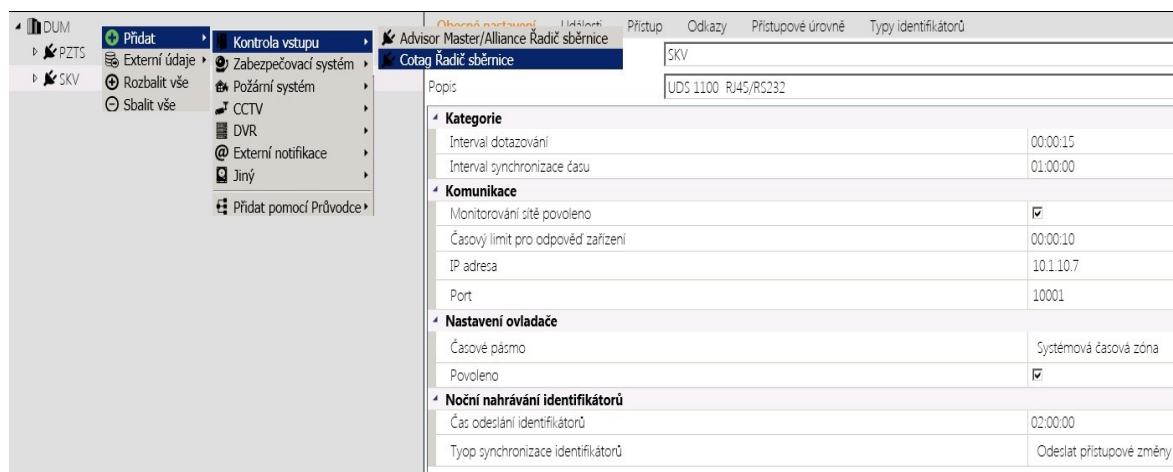 DUM
PZTS
SKV
Přidat
Externí údaje
Rozbalit vše
Sbalit vše
Kontrola vstupu
Zabezpečovací systém
Požární systém
CCTV
DVR
Externí notifikace
Jiný
Přidat pomocí Průvodce
Advisor Master/Alliance Řadič sběrnice
Cotag Řadič sběrnice
Obecné nastavení Události Přístup Odkazy Přístupové úrovně Typy identifikátorů
SKV
Popis UDS 1100 RJ45/RS232
Kategorie
Interval dotazování 00:00:15
Interval synchronizace času 01:00:00
Komunikace
Monitorování sítě povoleno
Časový limit pro odpověď zařízení 00:00:10
IP adresa 10.1.10.7
Port 10001
Nastavení ovladače
Časové pásmo Systémová časová zóna
Povoleno
Noční nahrávání identifikátorů
Čas odeslání identifikátorů 02:00:00
Tyop synchronizace identifikátorů Odeslat přístupové změny